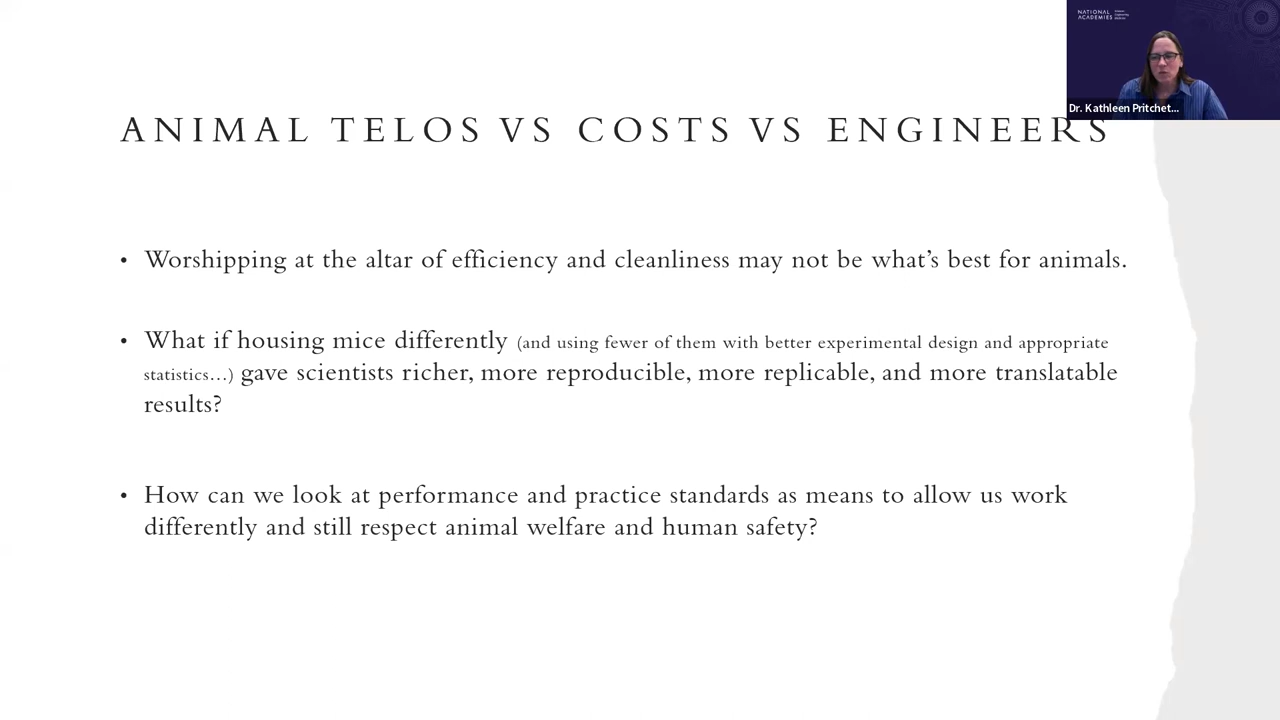 NATIONAL
ACADEMIES
Dr. Kathleen Pritchet...
ANIMAL TELOS VS COSTS VS ENGINEERS
• Worshipping at the altar of efficiency and cleanliness may not be what’s best for animals.
• What if housing mice differently (and using fewer of them with better experimental design and appropriate
statistics…) gave scientists richer, more reproducible, more replicable, and more translatable
results?
• How can we look at performance and practice standards as means to allow us work
differently and still respect animal welfare and human safety?